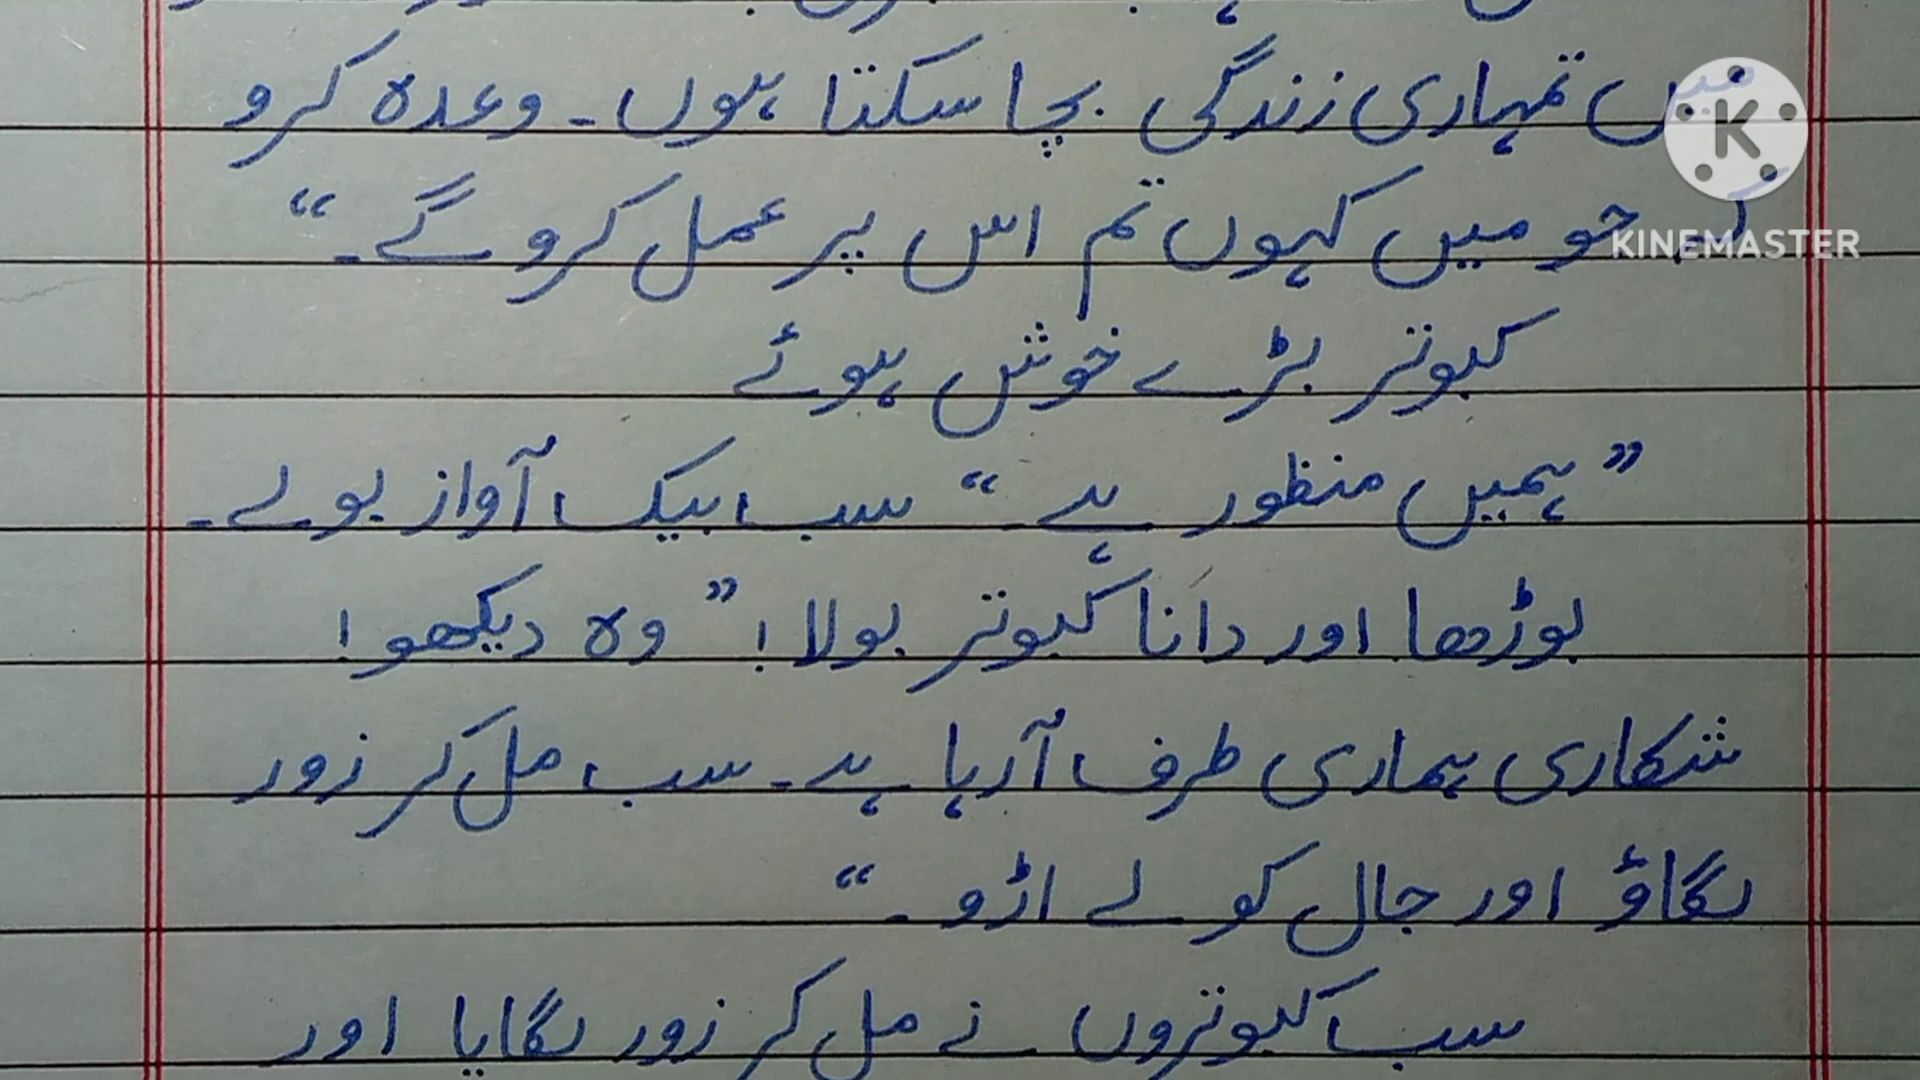 میں تمہاری زندگی بچا سکتا ہوں۔ وعدہ کرو
جو میں کہوں تم اس پر عمل کرو گے۔“
کبوتر بڑے خوش ہوئے
”ہمیں منظور ہے“ سب بیک آواز بولے۔
بوڑھا اور دانا کبوتر بولا! ”وہ دیکھو!
شکاری ہماری طرف آرہا ہے۔ سب مل کر زور
لگاؤ اور جال کو لے اڑو۔“
سب کبوتروں نے مل کر زور لگایا اور
K
KINEMASTER